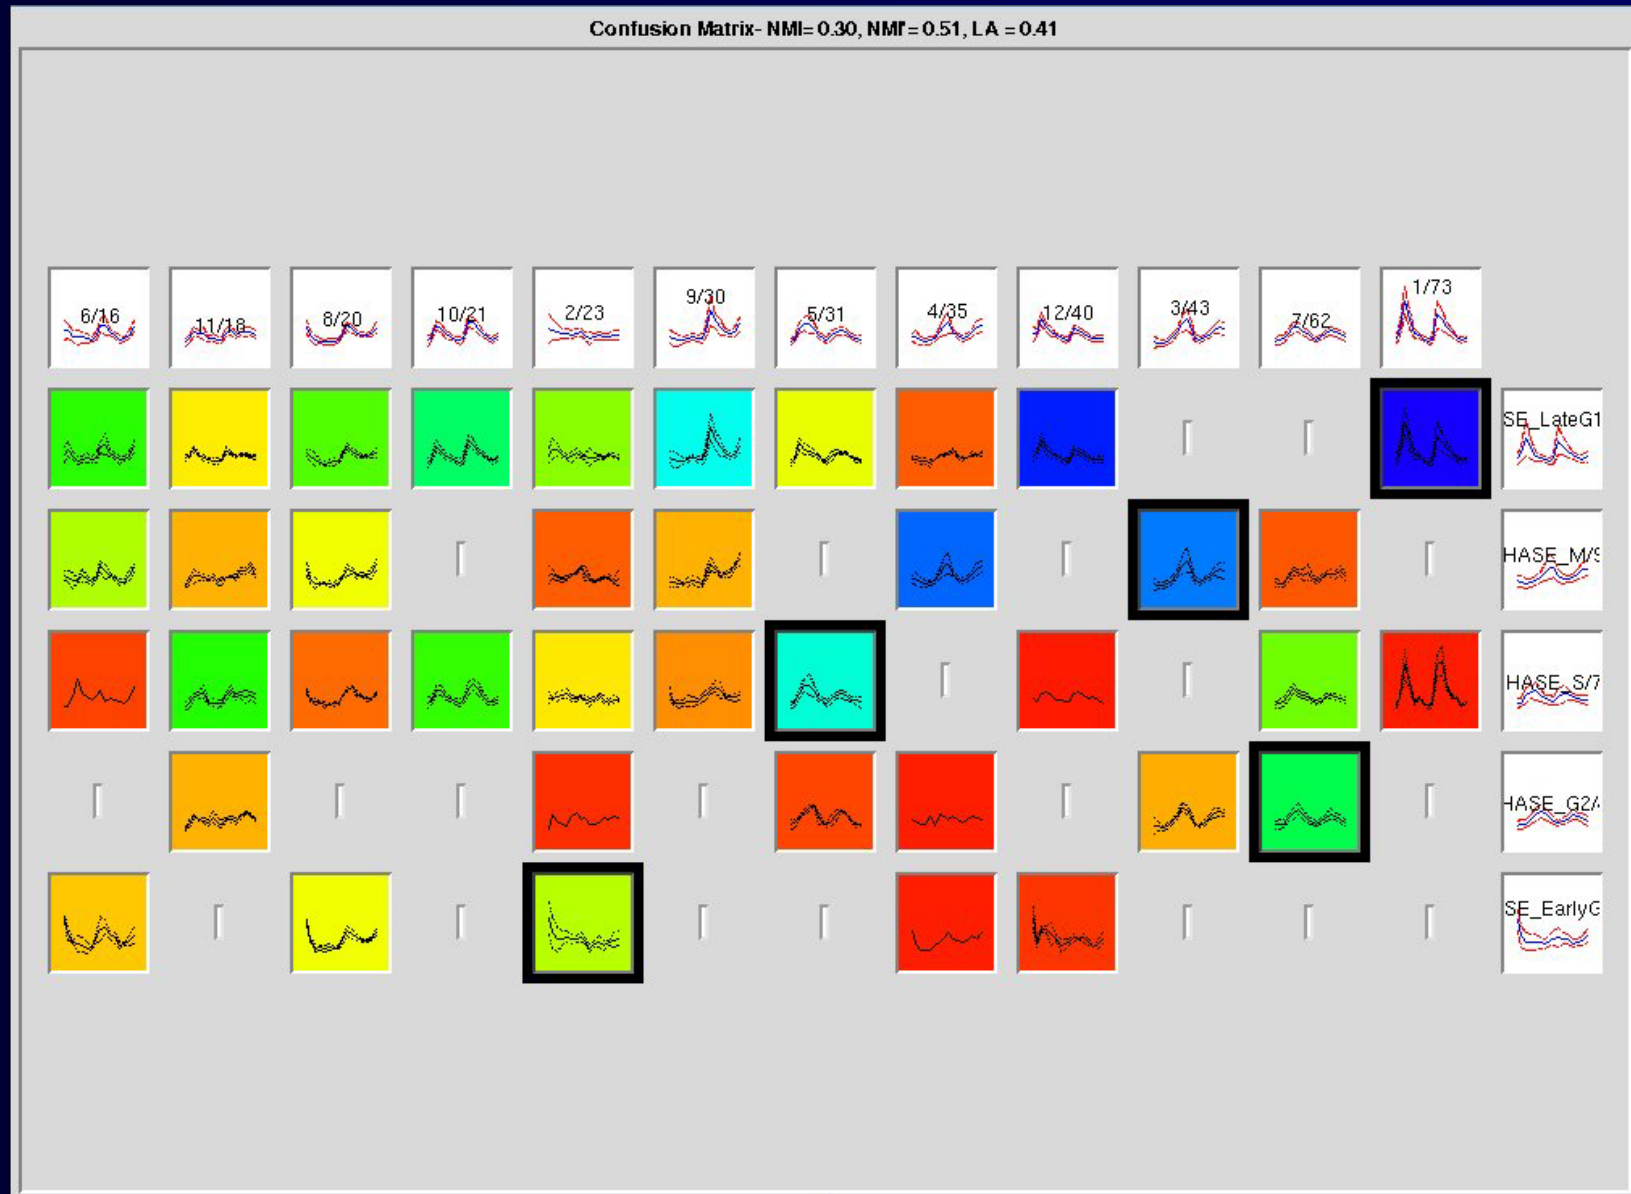 Confusion Matrix- NMI= 0.30, NMI'= 0.51, LA = 0.41
6/16
11/18
8/20
10/21
2/23
9/30
5/31
4/35
12/40
3/43
7/62
1/73
SE_LateG1
HASE_M/
HASE_S/7
HASE_G2/
SE_EarlyG